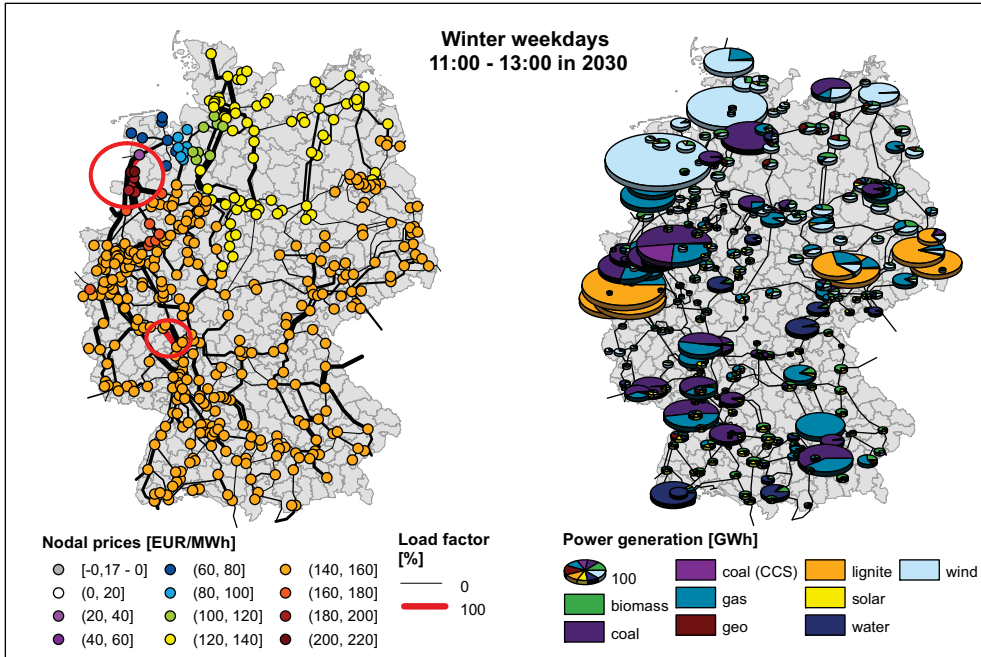 Winter weekdays
11:00 - 13:00 in 2030
Nodal prices [EUR/MWh]
[-0,17 - 0]
(0, 20]
(20, 40]
(40, 60]
(60, 80]
(80, 100]
(100, 120]
(120, 140]
(140, 160]
(160, 180]
(180, 200]
(200, 220]
Load factor
[%]
0
100
Power generation [GWh]
100
biomass
coal
coal (CCS)
gas
geo
lignite
solar
water
wind